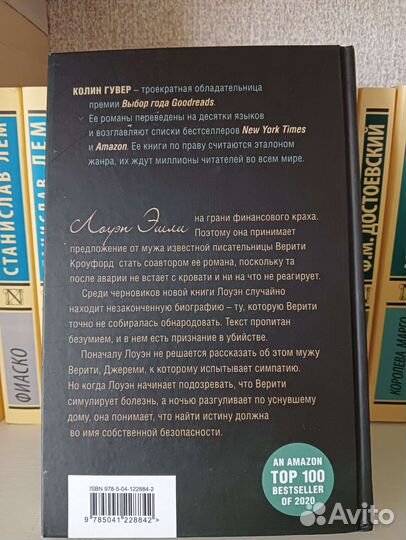 КОЛИН ГУВЕР – троекратная обладательница
премии Выбор года Goodreads.
Ее романы переведены на десятки языков
и возглавляют списки бестселлеров New York Times
и Amazon. Ее книги по праву считаются эталоном
жанра, их ждут миллионы читателей во всем мире.
Лоуэн Эшли на грани финансового краха.
Поэтому она принимает
предложение от мужа известной писательницы Верити
Кроуфорд стать соавтором ее романа, поскольку та
после аварии не встает с кровати и ни на что не реагирует.
Среди черновиков новой книги Лоуэн случайно
находит незаконченную биографию – ту, которую Верити
точно не собиралась обнародовать. Текст пропитан
безумием, и в нем есть признание в убийстве.
Поначалу Лоуэн не решается рассказать об этом мужу
Верити, Джереми, к которому испытывает симпатию.
Но когда Лоуэн начинает подозревать, что Верити
симулирует болезнь, а ночью разгуливает по уснувшему
дому, она понимает, что найти истину должна
во имя собственной безопасности.
AN AMAZON
TOP 100
BESTSELLER
OF 2020
ISBN 978-5-04-122884-2
9 785041 228842 >
СТАНИСЛАВ ЛЕМ
ФИАСКО
Ф.М. ДОСТОЕВСКИЙ
КОРОЛЕВА МАРГО
Avito